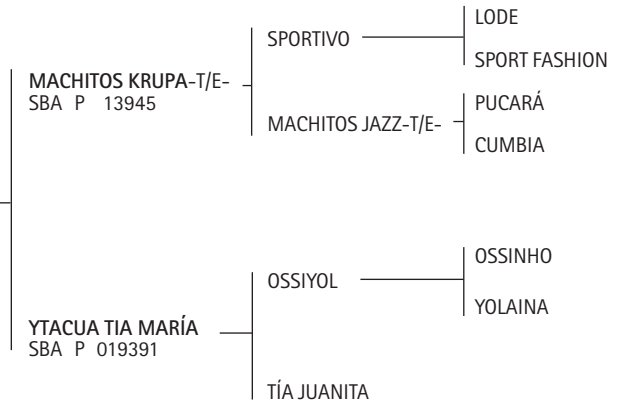 LODE
SPORTIVO
SPORT FASHION
MACHITOS KRUPA-T/E-
SBA P 13945
PUCARÁ
MACHITOS JAZZ-T/E-
CUMBIA
OSSINHO
OSSIYOL
YOLAINA
YTACUA TIA MARÍA
SBA P 019391
TÍA JUANITA